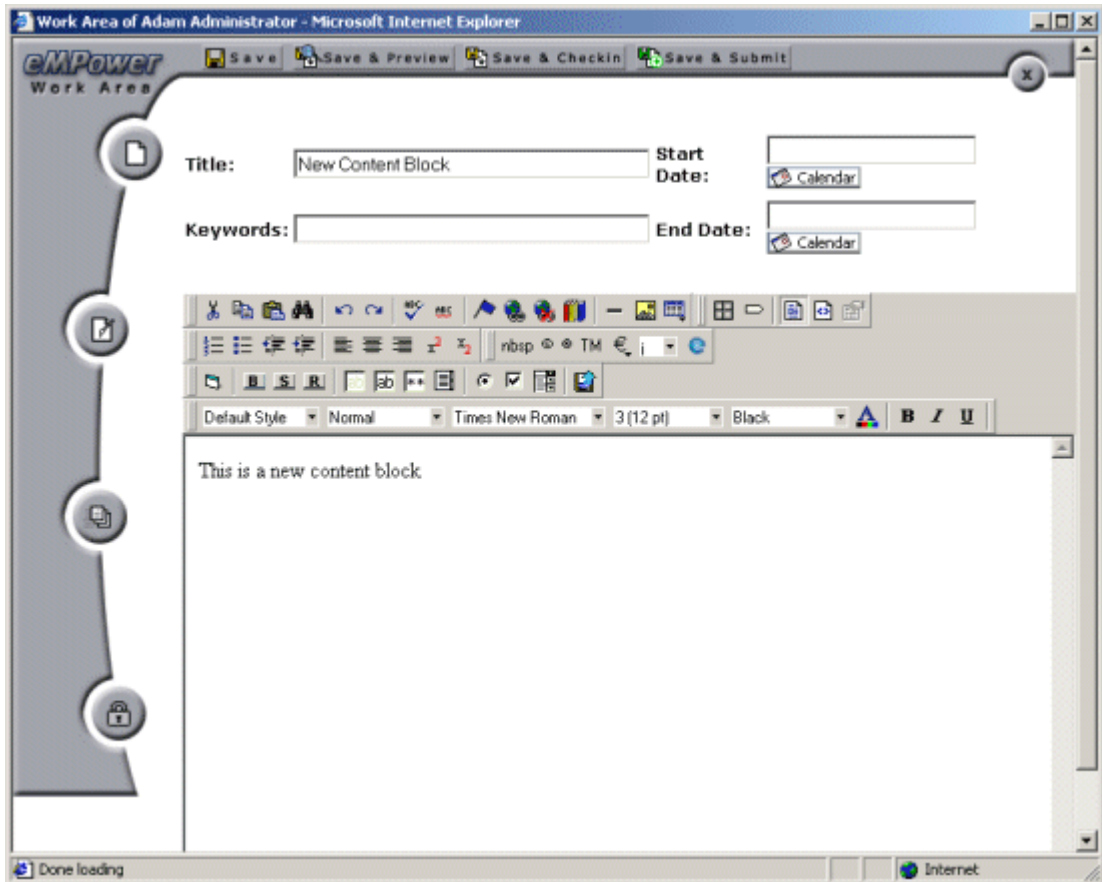 Work Area of Adam Administrator - Microsoft Internet Explorer
eMPower
Work Area
Save Save & Preview Save & Checkin Save & Submit
X
Title: New Content Block
Start Date:
Calendar
Keywords:
End Date:
Calendar
ABC
nbsp © ® TM € ¡
B S R ab **
Default Style Normal Times New Roman 3 (12 pt) Black A B I U
This is a new content block
Done loading
Internet